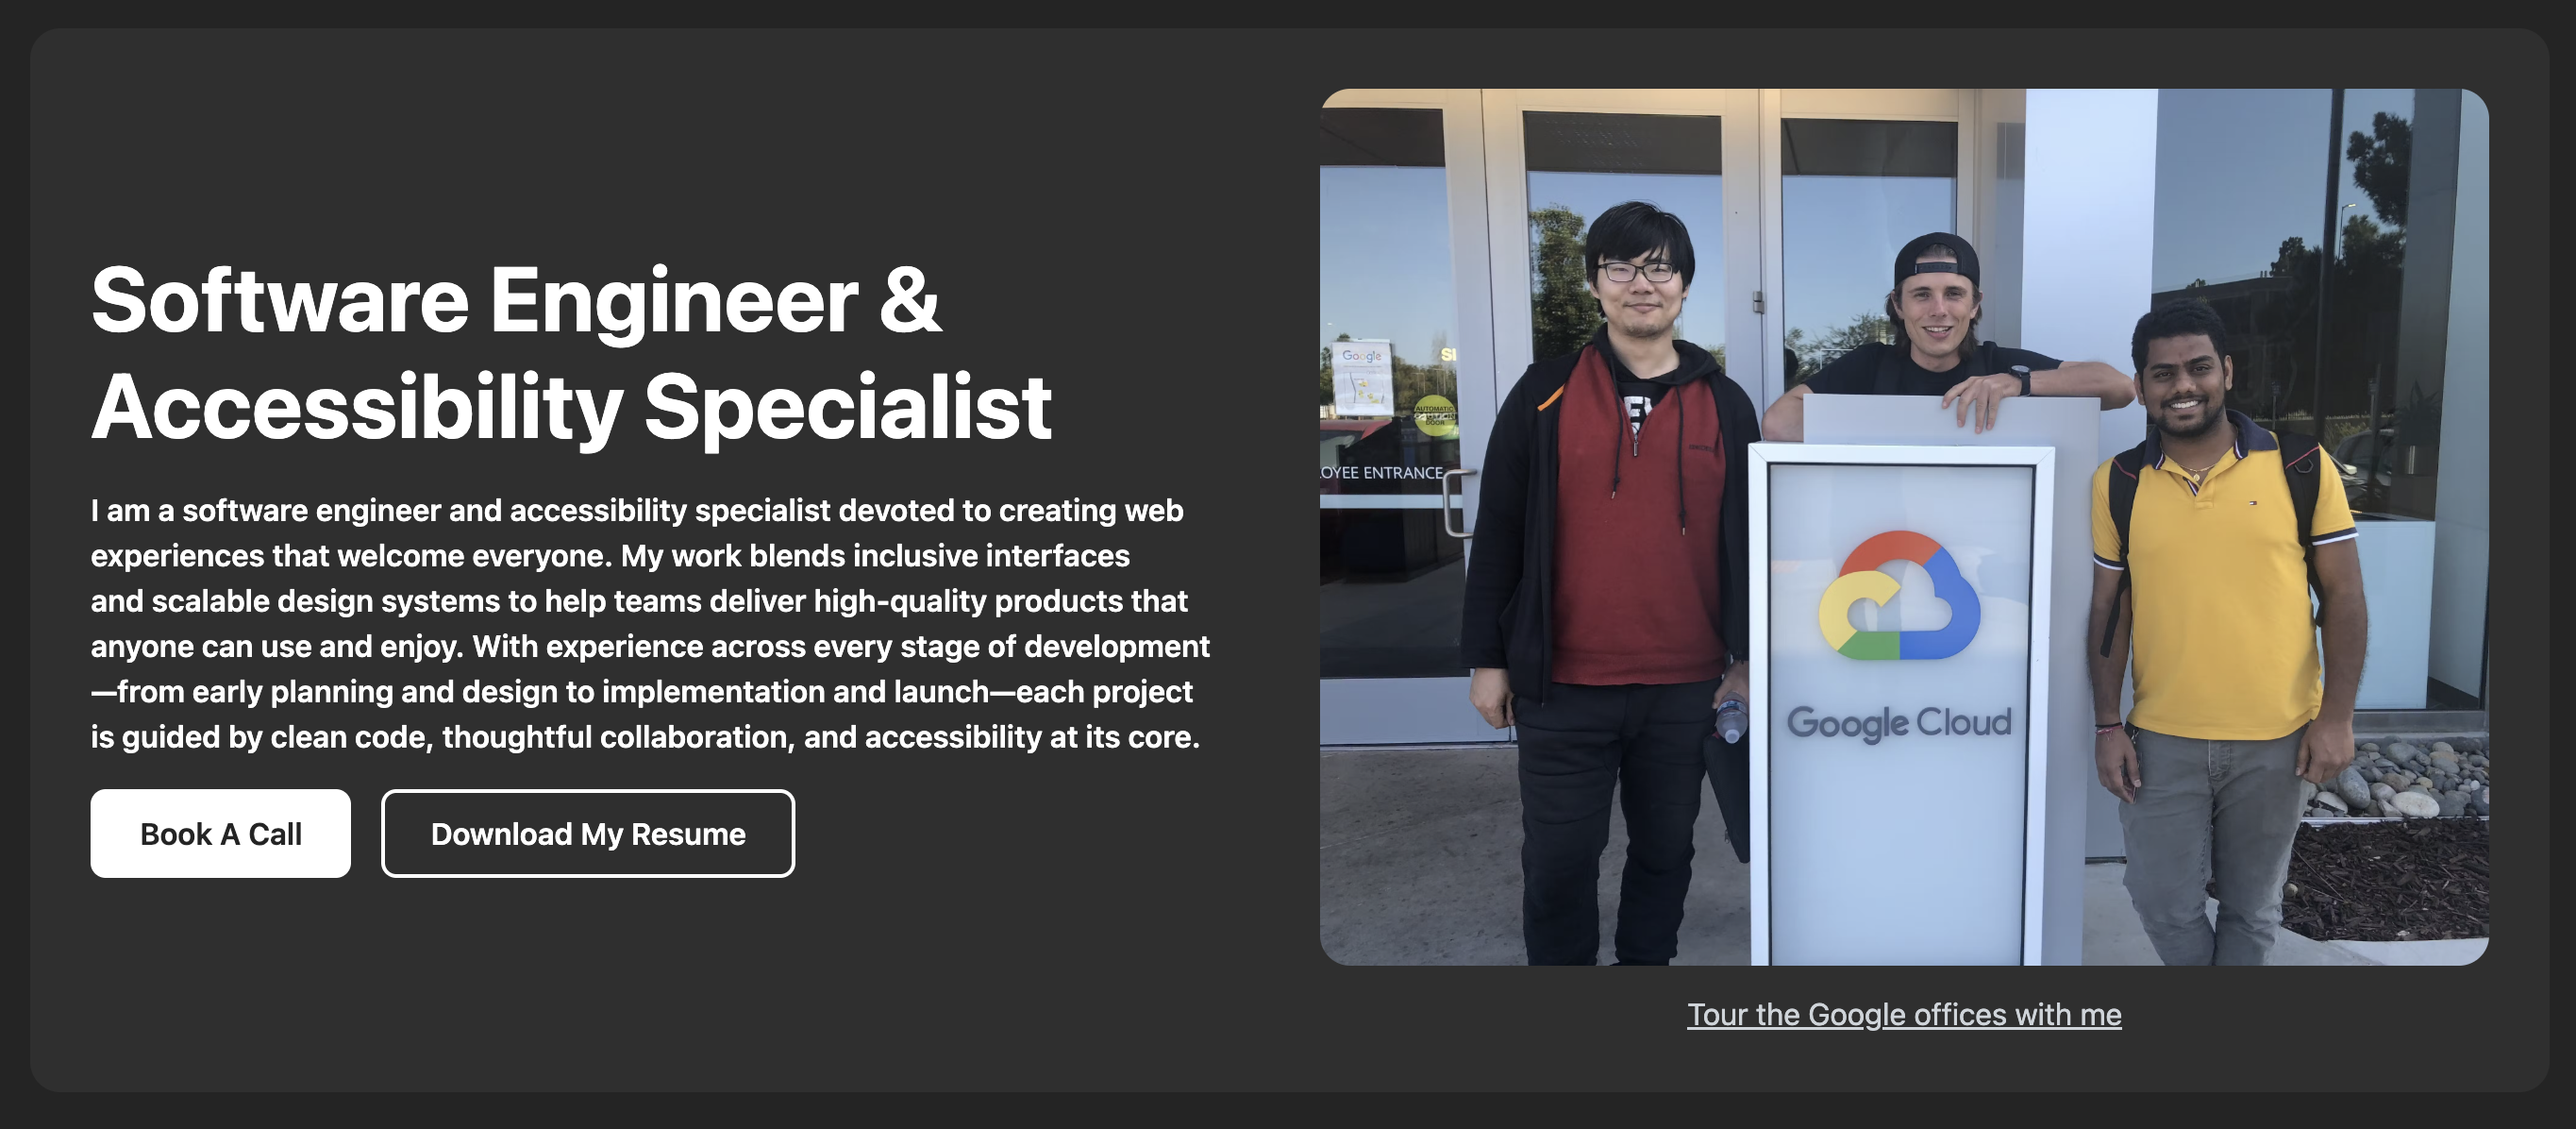 Software Engineer &
Accessibility Specialist
I am a software engineer and accessibility specialist devoted to creating web
experiences that welcome everyone. My work blends inclusive interfaces
and scalable design systems to help teams deliver high-quality products that
anyone can use and enjoy. With experience across every stage of development
—from early planning and design to implementation and launch—each project
is guided by clean code, thoughtful collaboration, and accessibility at its core.
Book A Call
Download My Resume
Google
AUTOMATIC
DOOR
OYEE ENTRANCE
Google Cloud
Tour the Google offices with me